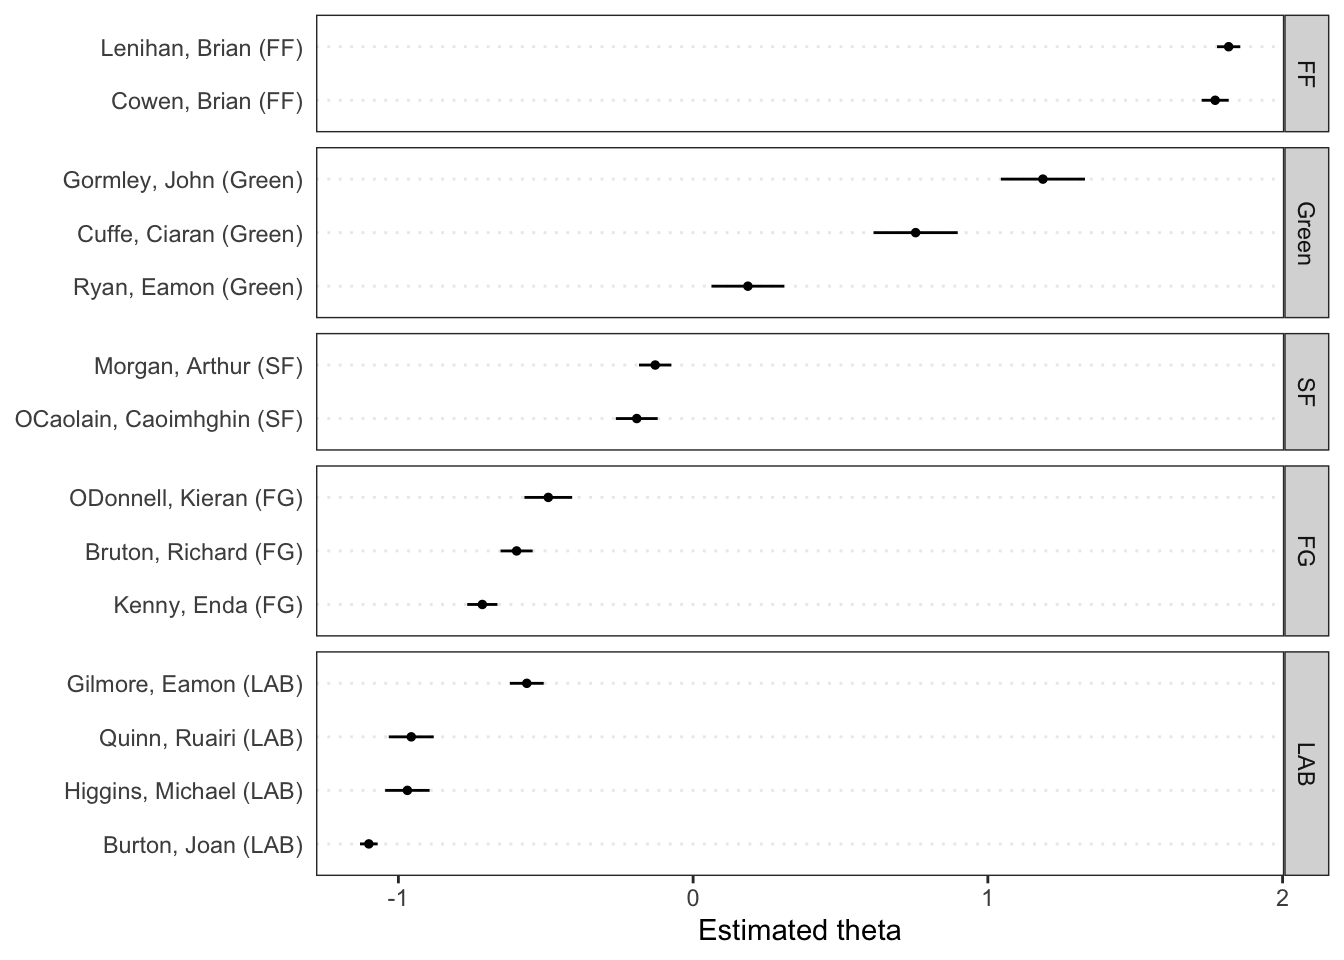 Lenihan, Brian (FF)
Cowen, Brian (FF)
FF
Gormley, John (Green)
Cuffe, Ciaran (Green)
Ryan, Eamon (Green)
Green
Morgan, Arthur (SF)
OCaolain, Caoimhghin (SF)
SF
ODonnell, Kieran (FG)
Bruton, Richard (FG)
Kenny, Enda (FG)
FG
Gilmore, Eamon (LAB)
Quinn, Ruairi (LAB)
Higgins, Michael (LAB)
Burton, Joan (LAB)
LAB
-1 0 1 2
Estimated theta